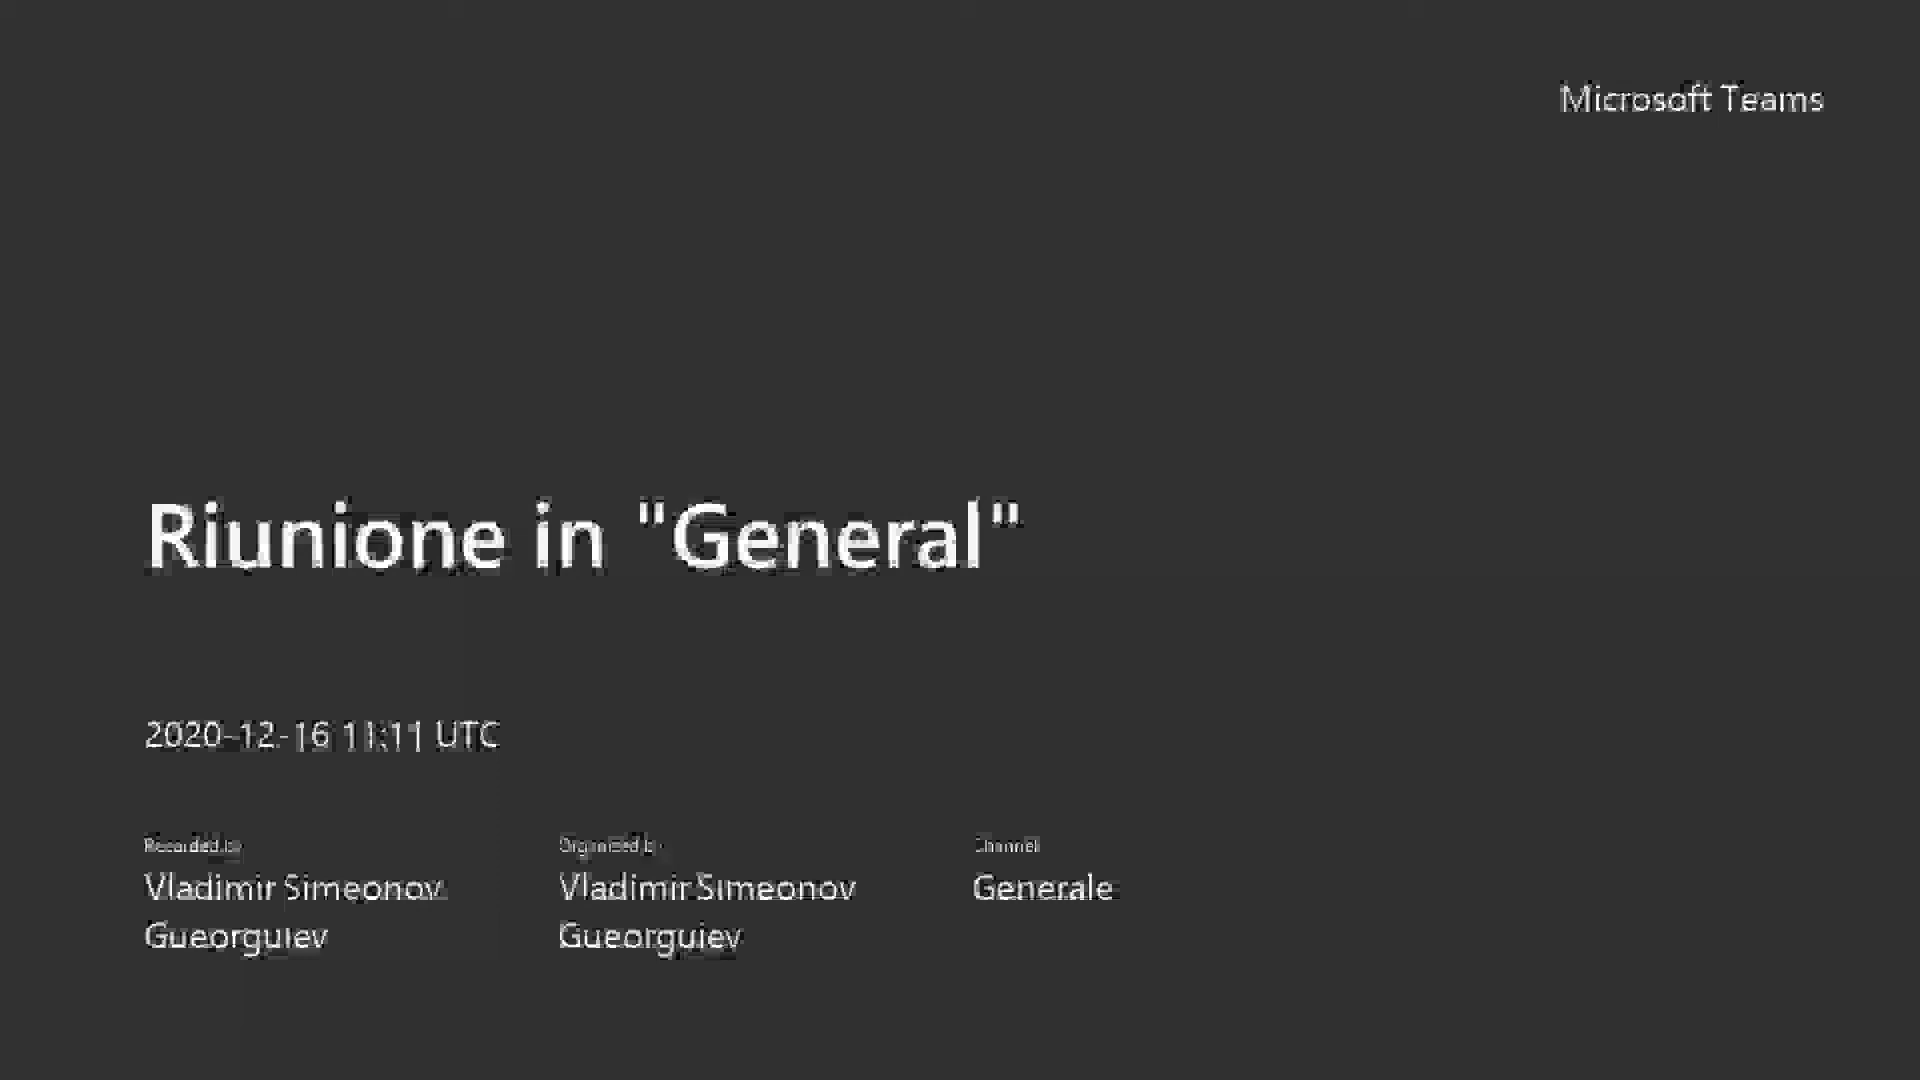 Microsoft Teams
Riunione in "General"
2020-12-16 11:11 UTC
Recorded by
Organized by
Channel
Vladimir Simeonov
Vladimir Simeonov
Generale
Gueorguiev
Gueorguiev